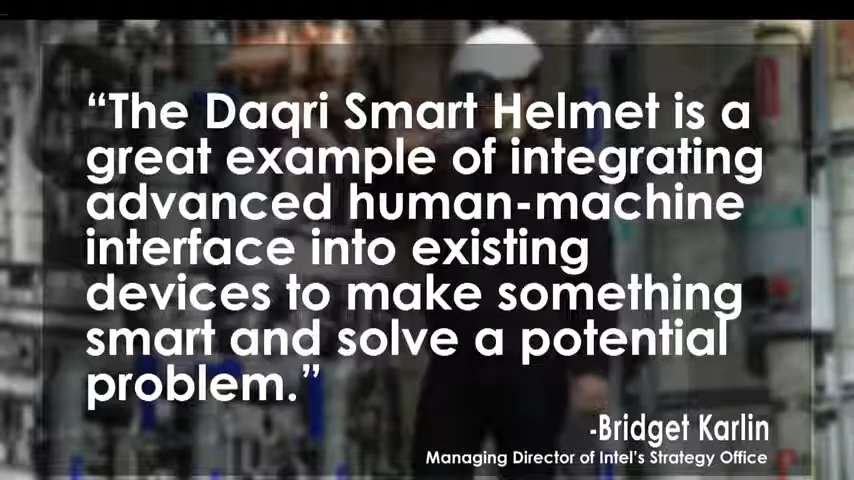 “The Daqri Smart Helmet is a
great example of integrating
advanced human-machine
interface into existing
devices to make something
smart and solve a potential
problem.”
-Bridget Karlin
Managing Director of Intel's Strategy Office